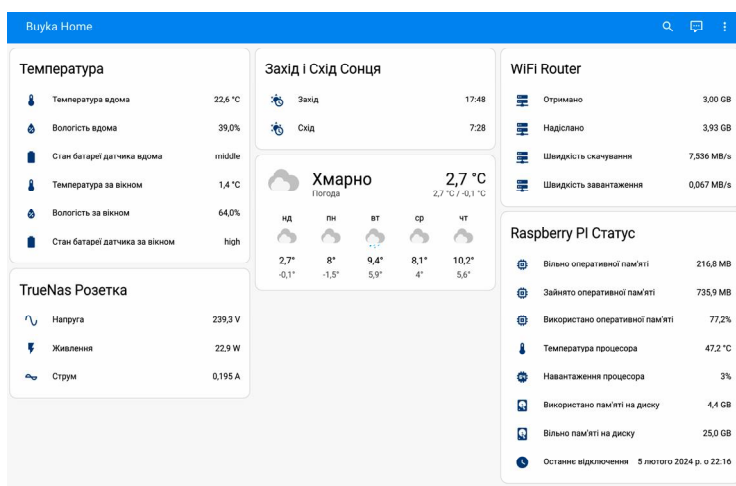 Buyka Home
Температура
Температура вдома 22,6 °C
Вологість вдома 39,0%
Стан батареї датчика вдома middle
Температура за вікном 1,4 °C
Вологість за вікном 64,0%
Стан батареї датчика за вікном high
TrueNas Розетка
Напруга 239,3 V
Живлення 22,9 W
Струм 0,195 A
Захід і Схід Сонця
Захід 17:48
Схід 7:28
Хмарно 2,7 °C
Погода 2,7 °C / -0,1 °C
нд пн вт ср чт
2,7° 8° 9,4° 8,1° 10,2°
-0,1° -1,5° 5,9° 4° 5,6°
WiFi Router
Отримано 3,00 GB
Надіслано 3,93 GB
Швидкість скачування 7,536 MB/s
Швидкість завантаження 0,067 MB/s
Raspberry PI Статус
Вільно оперативної пам'яті 216,8 MB
Зайнято оперативної пам'яті 735,9 MB
Використано оперативної пам'яті 77,2%
Температура процесора 47,2 °C
Навантаження процесора 3%
Використано пам'яті на диску 4,4 GB
Вільно пам'яті на диску 25,0 GB
Останнє відключення 5 лютого 2024 р. о 22:16